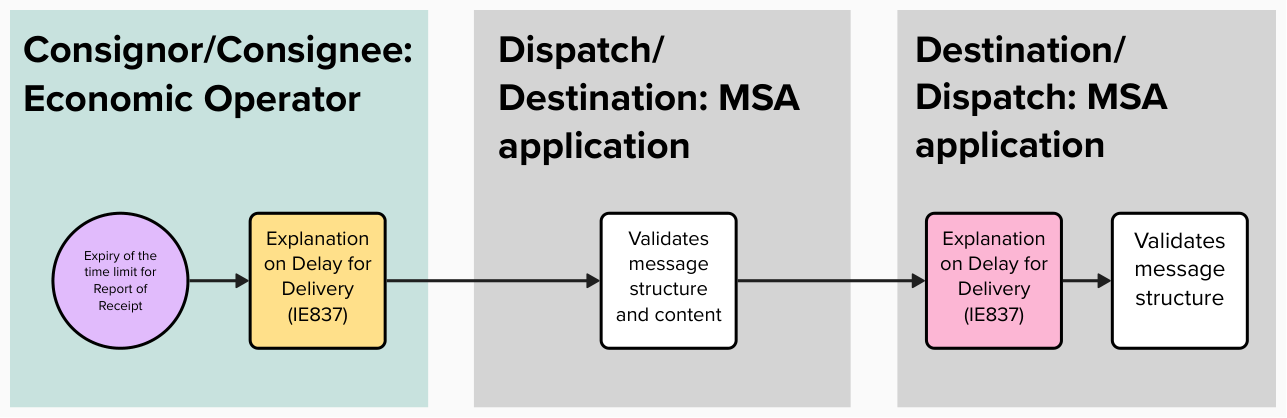 Consignor/Consignee:
Economic Operator
Dispatch/
Destination: MSA
application
Destination/
Dispatch: MSA
application
Expiry of the
time limit for
Report of
Receipt
Explanation
on Delay for
Delivery
(IE837)
Validates
message
structure
and content
Explanation
on Delay for
Delivery
(IE837)
Validates
message
structure